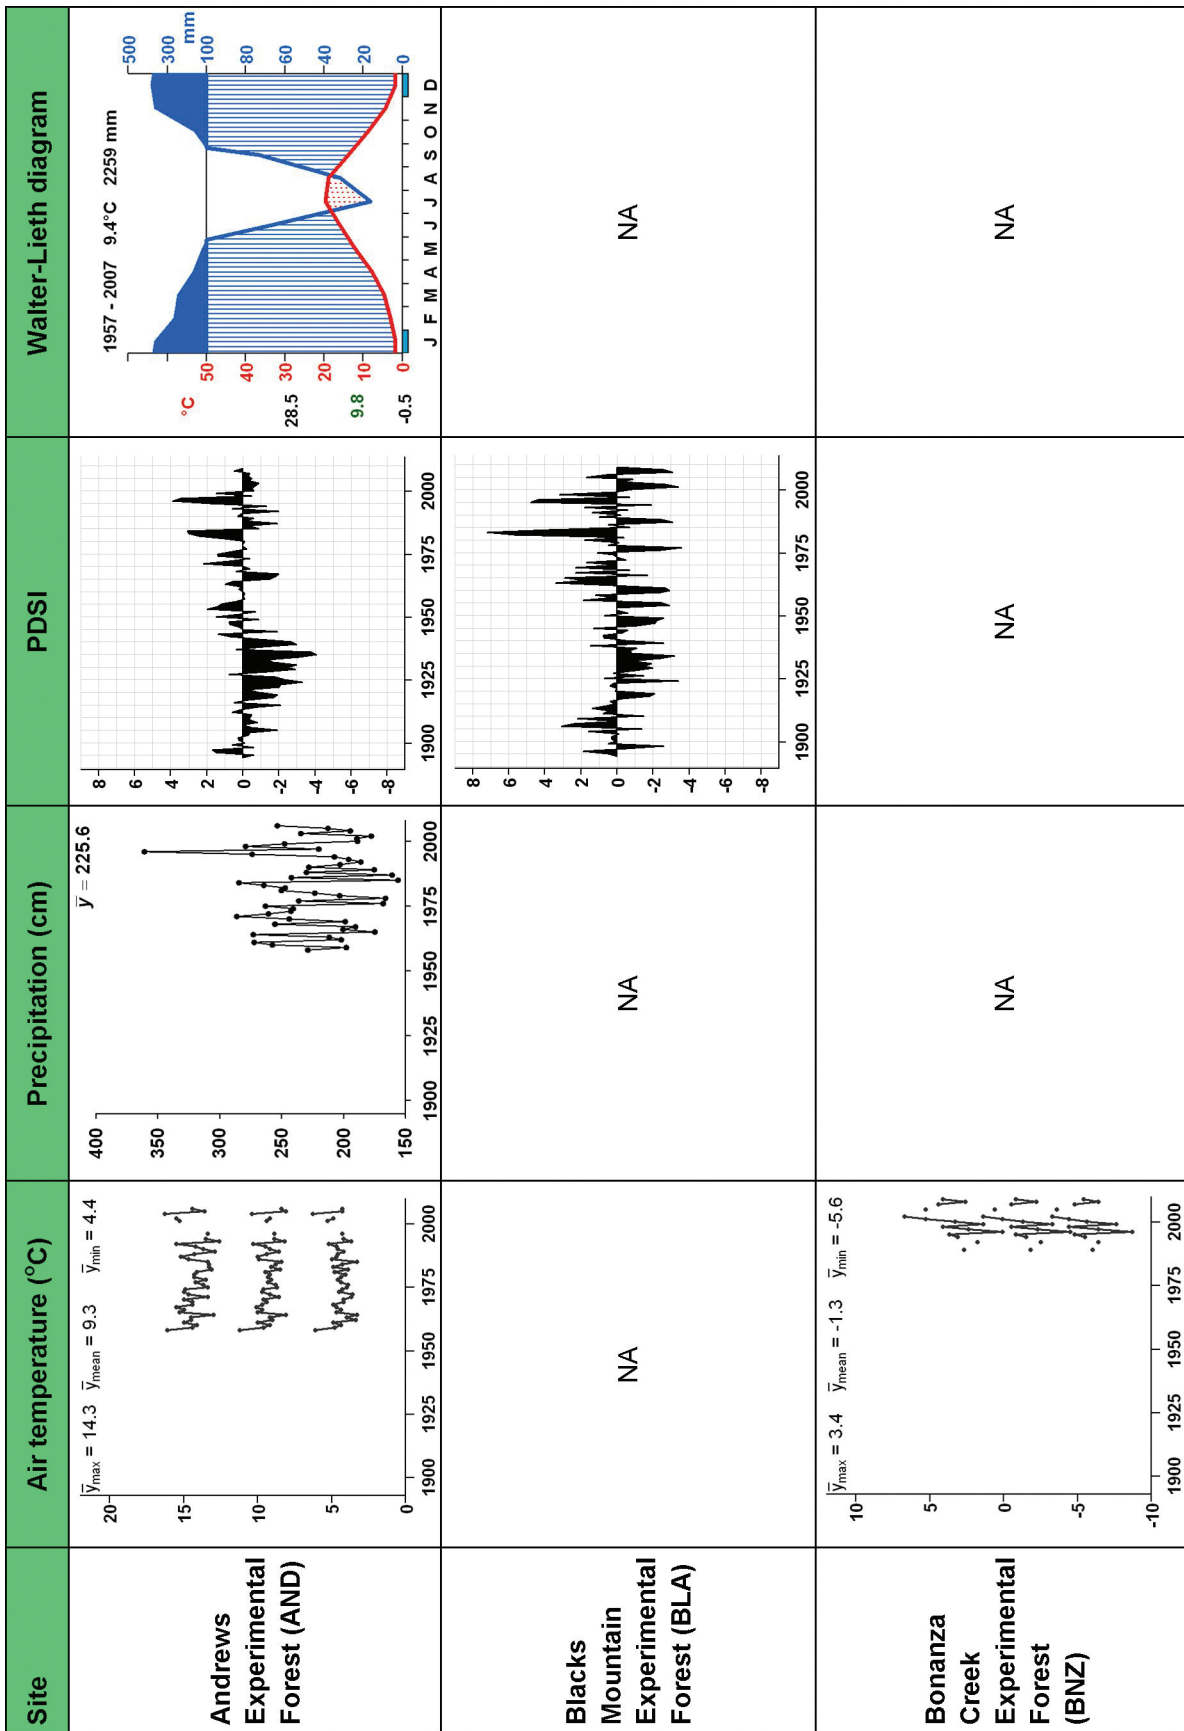 Site
Air temperature (°C)
Precipitation (cm)
PDSI
Walter-Lieth diagram
Andrews
Experimental
Forest (AND)
ȳmax = 14.3 ȳmean = 9.3 ȳmin = 4.4
20
15
10
5
0
1900 1925 1950 1975 2000
ȳ = 225.6
400
350
300
250
200
150
1900 1925 1950 1975 2000
8
6
4
2
0
-2
-4
-6
-8
1900 1925 1950 1975 2000
1957 - 2007 9.4°C 2259 mm
°C
50
40
30
20
10
0
28.5
9.8
-0.5
500
300
mm
100
80
60
40
20
0
J F M A M J J A S O N D
Blacks
Mountain
Experimental
Forest (BLA)
NA
NA
8
6
4
2
0
-2
-4
-6
-8
1900 1925 1950 1975 2000
NA
Bonanza
Creek
Experimental
Forest
(BNZ)
ȳmax = 3.4 ȳmean = -1.3 ȳmin = -5.6
10
5
0
-5
-10
1900 1925 1950 1975 2000
NA
NA
NA